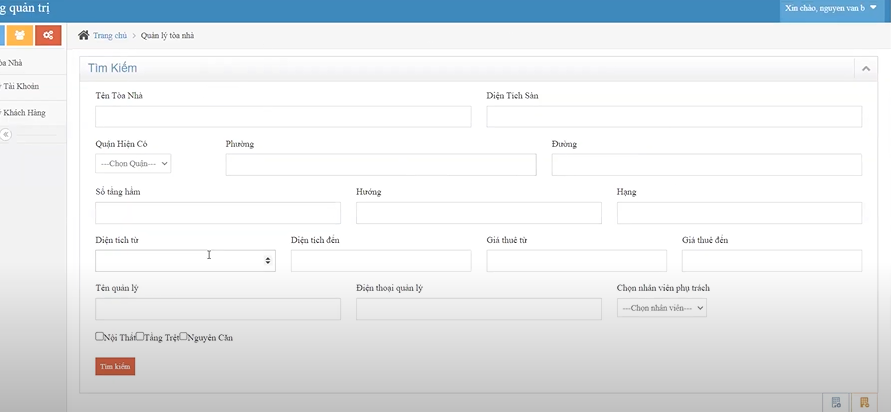 g quản trị
Xin chào, nguyen van b
Trang chủ
Quản lý tòa nhà
òa Nhà
Tài Khoản
Khách Hàng
Tìm Kiếm
Tên Tòa Nhà
Diện Tích Sàn
Quận Hiện Có
Phường
Đường
---Chọn Quận---
Số tầng hầm
Hướng
Hạng
Diện tích từ
Diện tích đến
Giá thuê từ
Giá thuê đến
Tên quản lý
Điện thoại quản lý
Chọn nhân viên phụ trách
---Chọn nhân viên---
Nội Thất Tầng Trệt Nguyên Căn
Tìm kiếm